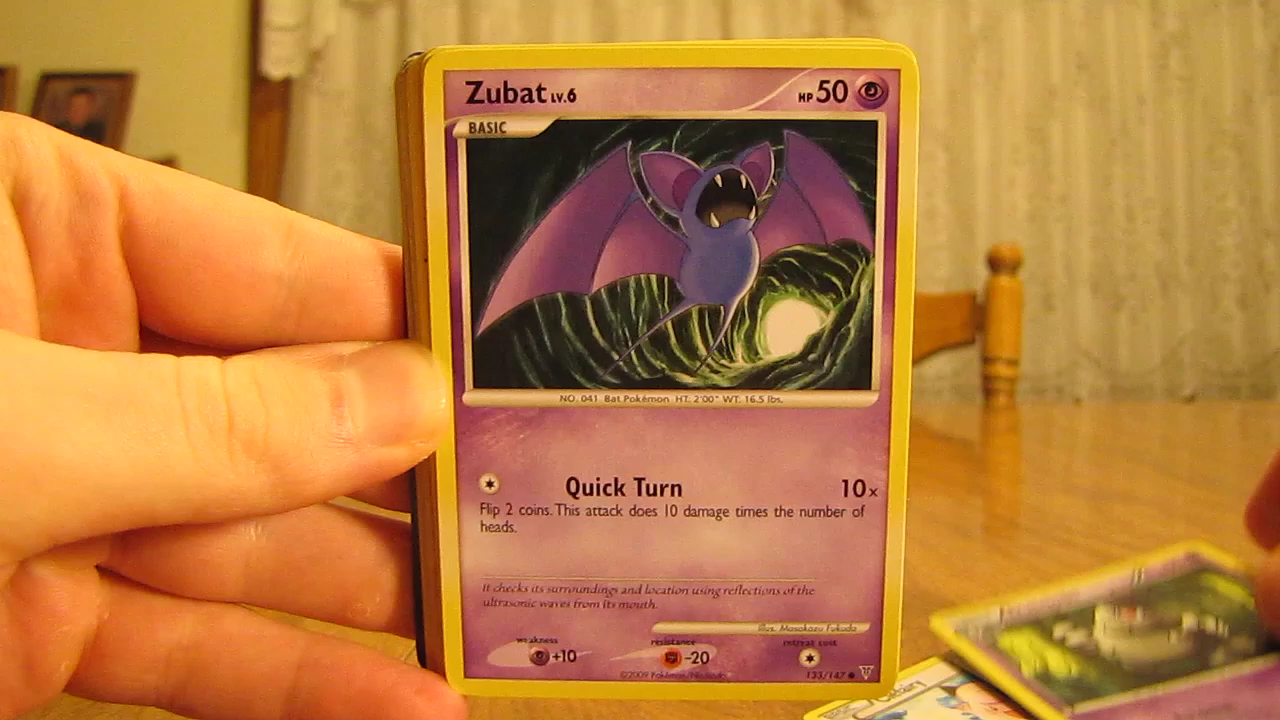 Zubat LV.6 HP 50
BASIC
NO. 041 Bat Pokémon HT. 2'00" WT. 16.5 lbs.
Quick Turn 10x
Flip 2 coins. This attack does 10 damage times the number of
heads.
It checks its surroundings and location using reflections of the
ultrasonic waves from its mouth.
Illus. Masakazu Fukuda
weakness resistance retreat cost
+10 -20
©2009 Pokémon/Nintendo 133/147
BASIC